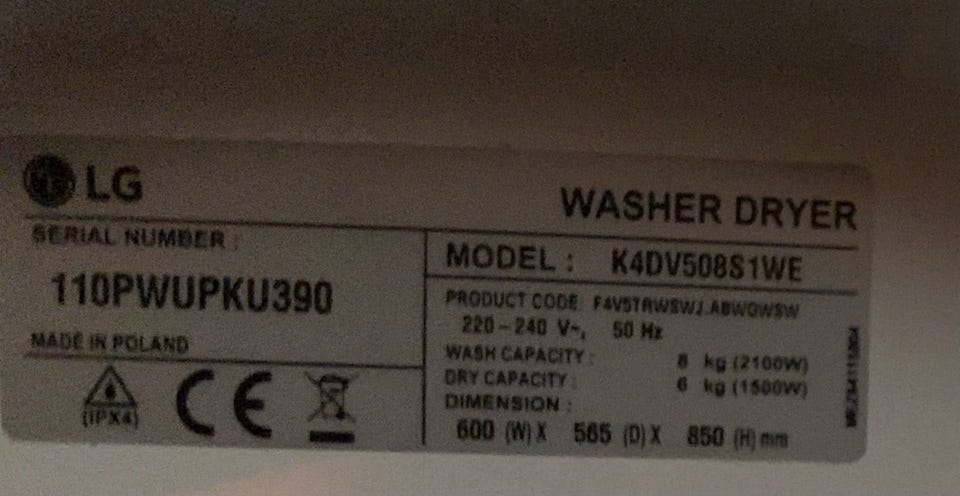 LG
WASHER DRYER
SERIAL NUMBER :
110PWUPKU390
MADE IN POLAND
(IPX4)
CE
MODEL : K4DV508S1WE
PRODUCT CODE: F4V5TRWSWJ.ABWQWSW
220-240 V~, 50 Hz
WASH CAPACITY : 8 kg (2100W)
DRY CAPACITY : 6 kg (1500W)
DIMENSION :
600 (W) X 565 (D) X 850 (H) mm